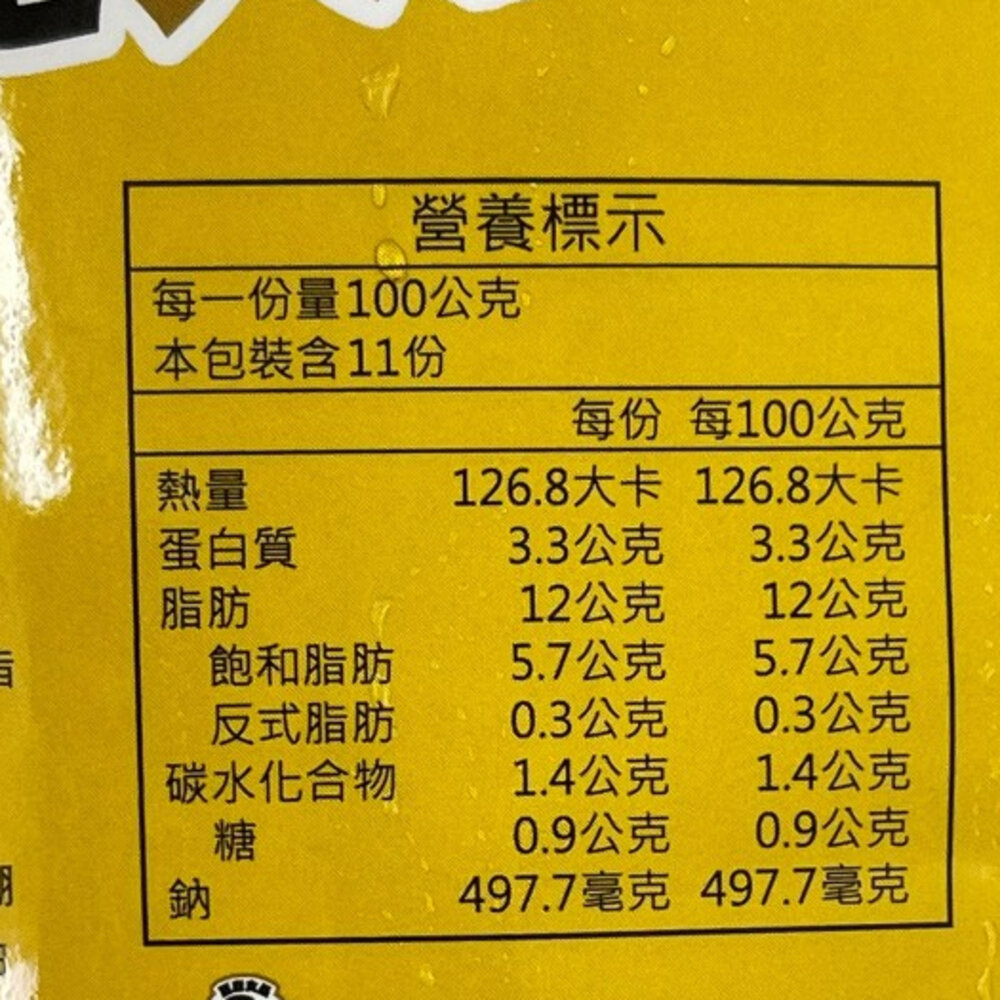 營養標示
每一份量100公克
本包裝含11份
每份 每100公克
熱量 126.8大卡 126.8大卡
蛋白質 3.3公克 3.3公克
脂肪 12公克 12公克
飽和脂肪 5.7公克 5.7公克
反式脂肪 0.3公克 0.3公克
碳水化合物 1.4公克 1.4公克
糖 0.9公克 0.9公克
鈉 497.7毫克 497.7毫克